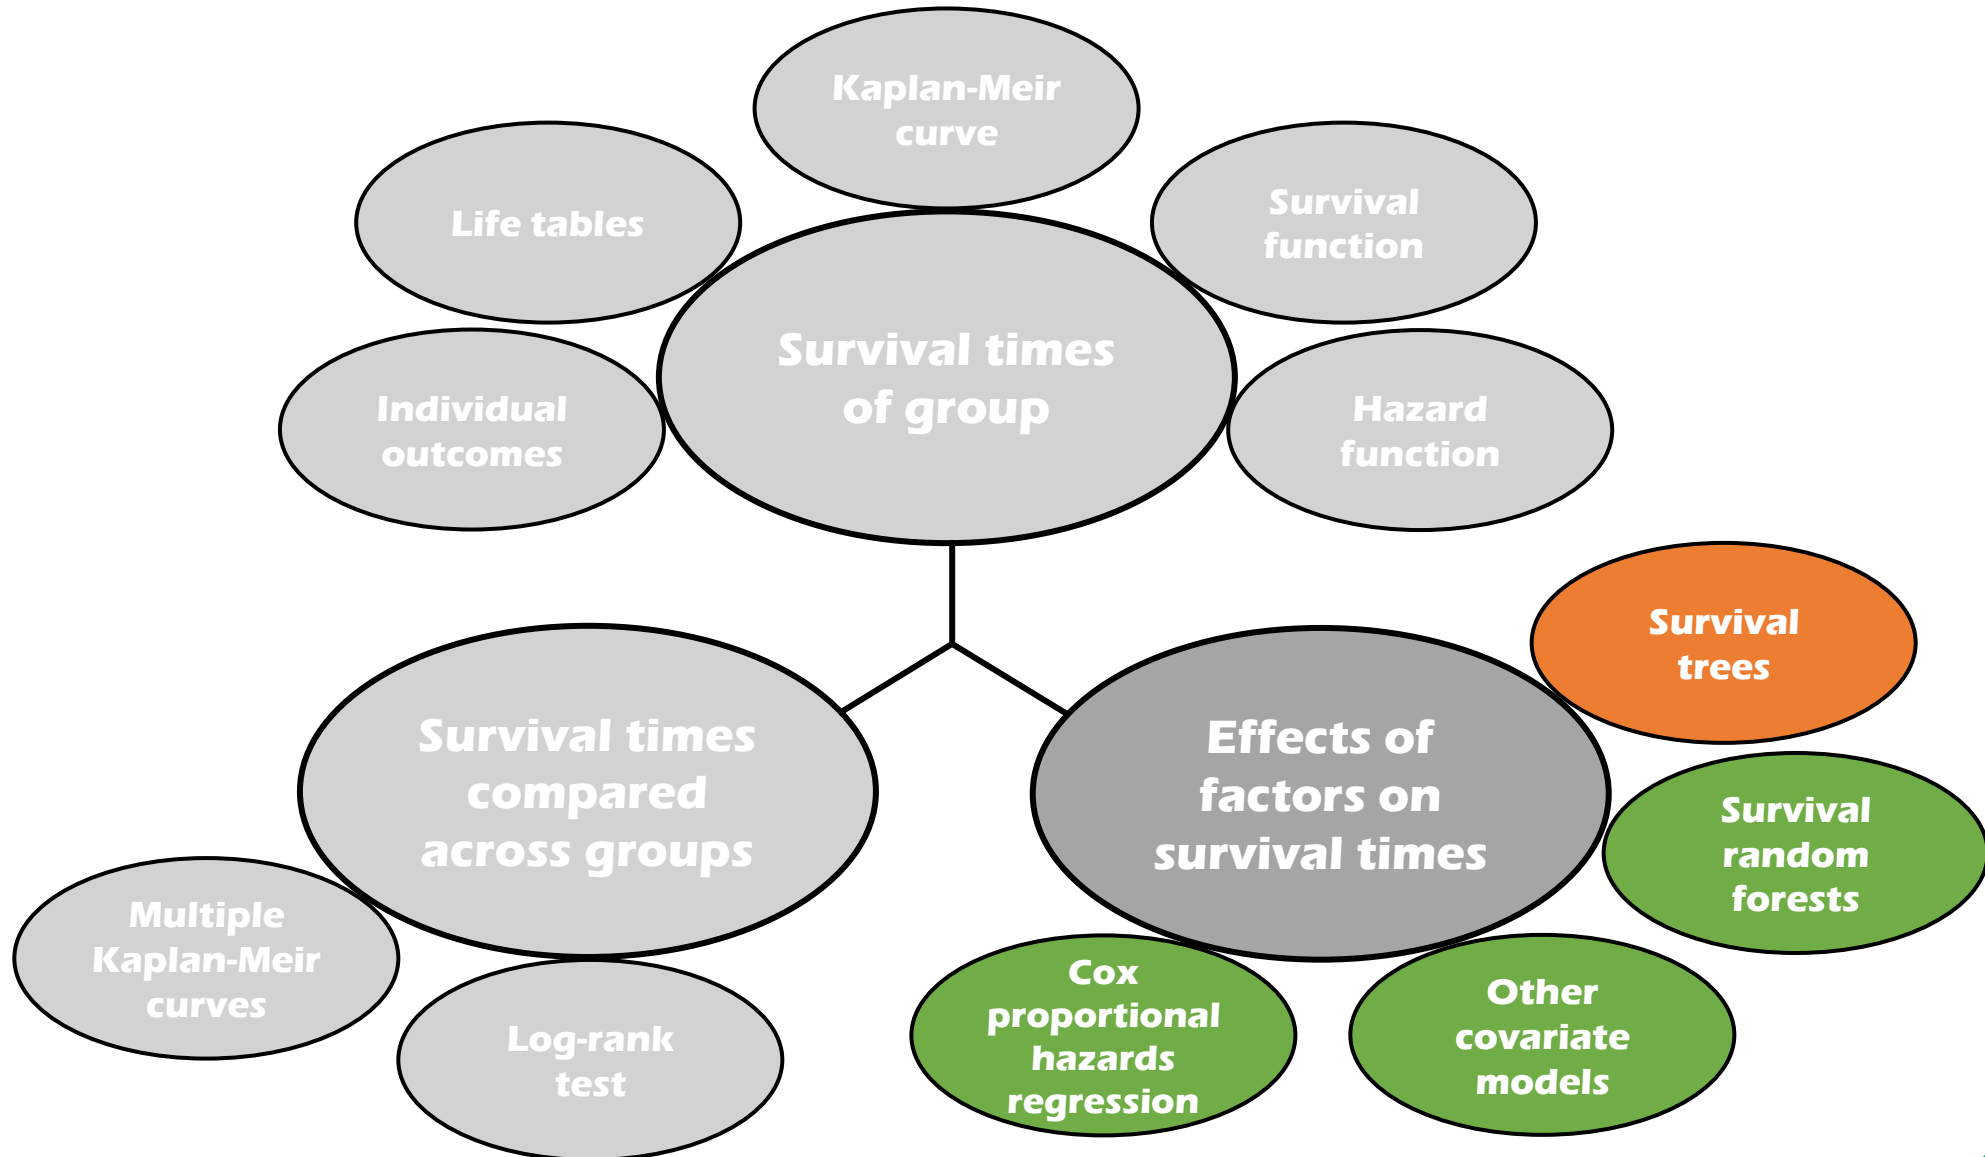 Kaplan-Meir
curve
Life tables
Survival
function
Individual
outcomes
Survival times
of group
Hazard
function
Survival times
compared
across groups
Multiple
Kaplan-Meir
curves
Log-rank
test
Effects of
factors on
survival times
Survival
trees
Survival
random
forests
Cox
proportional
hazards
regression
Other
covariate
models